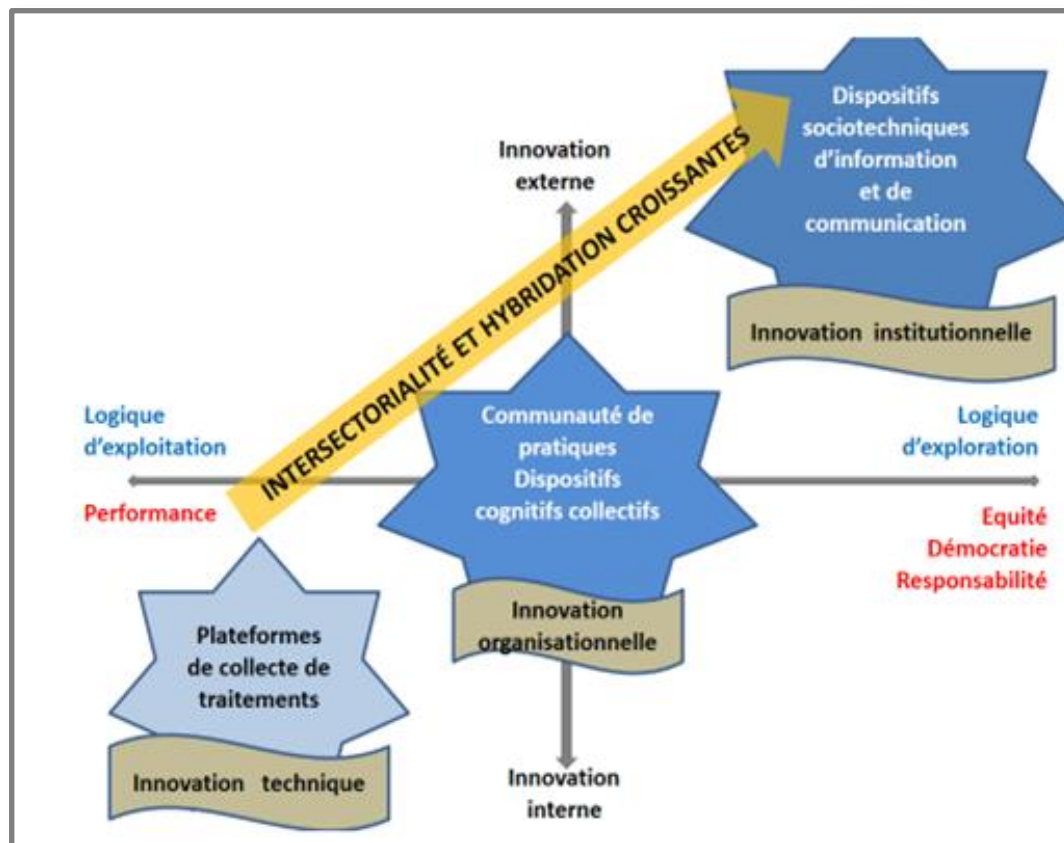 Dispositifs
sociotechniques
d'information
et de
communication
Innovation institutionnelle
Innovation
externe
INTERSECTORIALITÉ ET HYBRIDATION CROISSANTES
Logique
d'exploitation
Performance
Communauté de
pratiques
Dispositifs
cognitifs collectifs
Innovation
organisationnelle
Logique
d'exploration
Equité
Démocratie
Responsabilité
Plateformes
de collecte de
traitements
Innovation technique
Innovation
interne